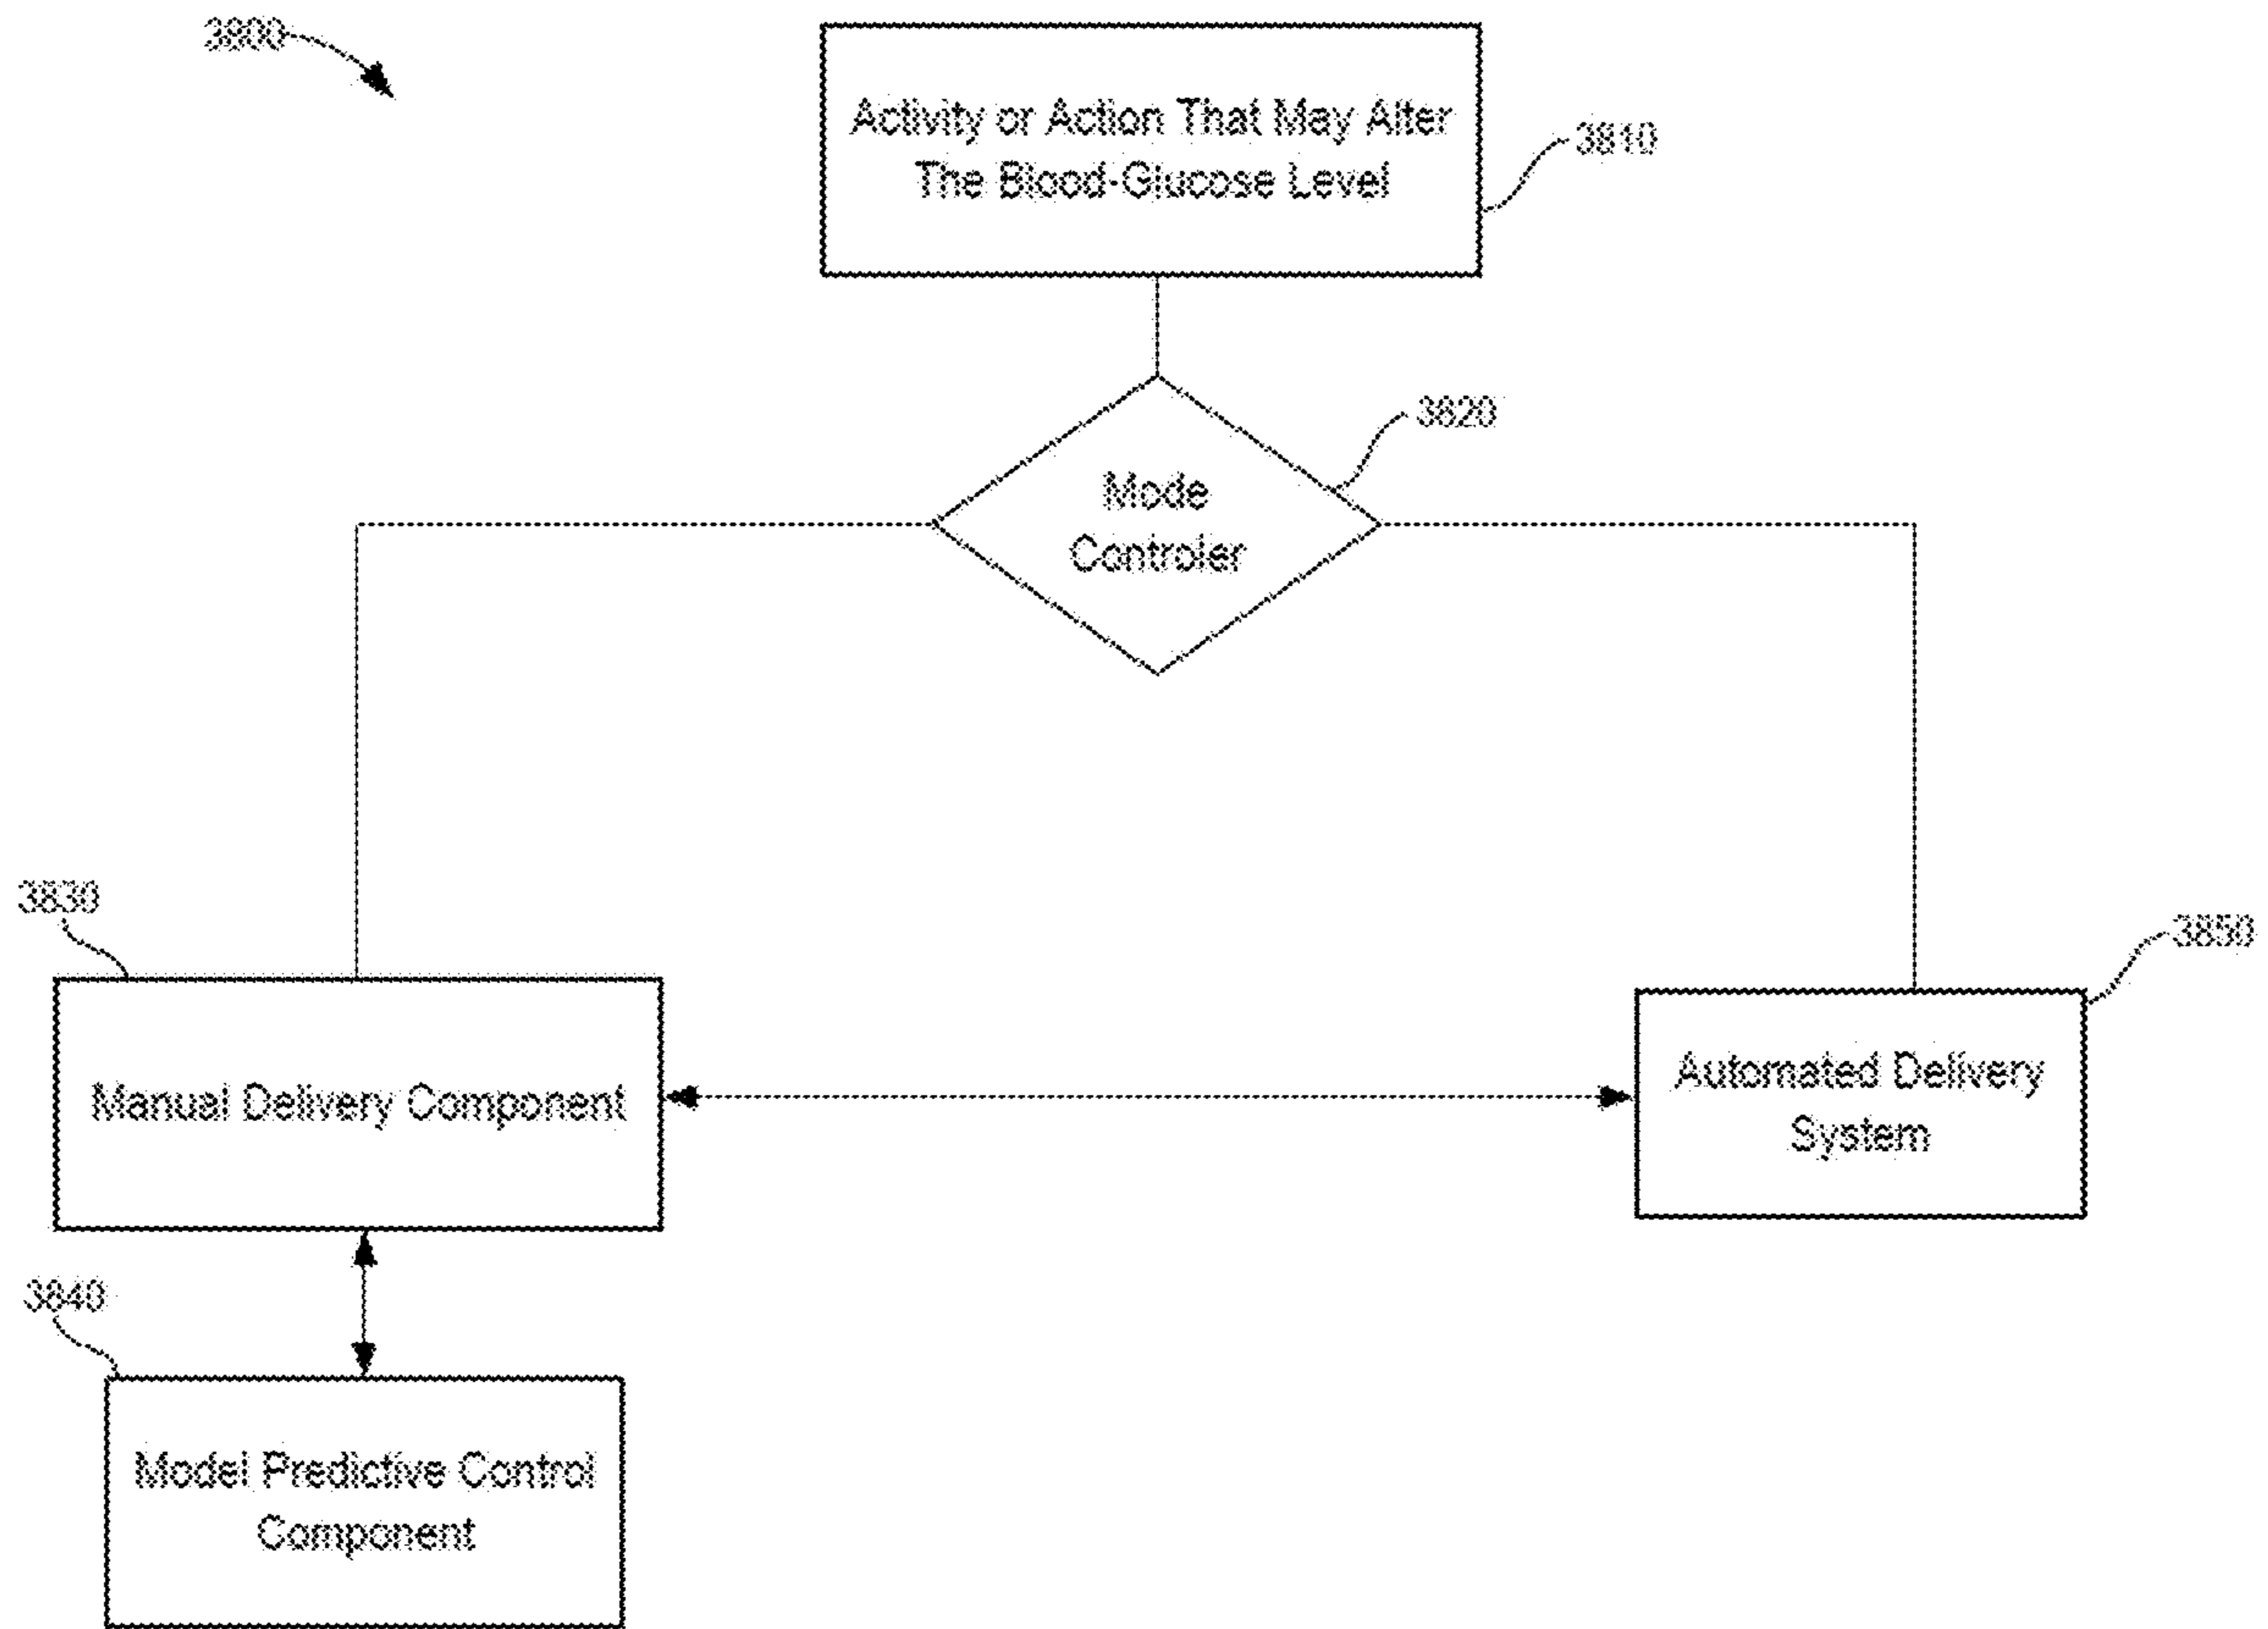 3800
Activity or Action That May Alter
The Blood-Glucose Level
3810
3820
Mode
Controler
3830
3850
Manual Delivery Component
Automated Delivery
System
3840
Model Predictive Control
Component